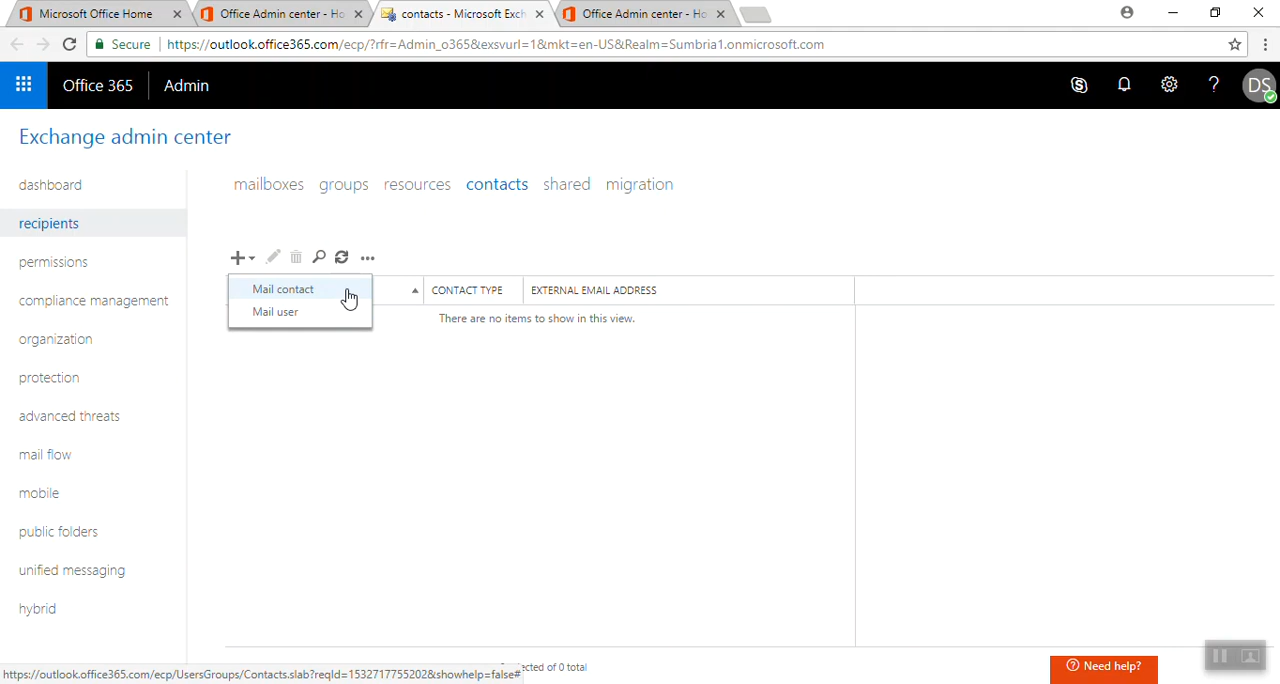 Microsoft Office Home
Office Admin center - Ho
contacts - Microsoft Exch
Office Admin center - Ho
Secure
https://outlook.office365.com/ecp/?rfr=Admin_o365&exsvurl=1&mkt=en-US&Realm=Sumbria1.onmicrosoft.com
Office 365
Admin
?
DS
Exchange admin center
dashboard
recipients
permissions
compliance management
organization
protection
advanced threats
mail flow
mobile
public folders
unified messaging
hybrid
mailboxes groups resources contacts shared migration
Mail contact
Mail user
CONTACT TYPE
EXTERNAL EMAIL ADDRESS
There are no items to show in this view.
ected of 0 total
https://outlook.office365.com/ecp/UsersGroups/Contacts.slab?reqId=1532717755202&showhelp=false#
Need help?